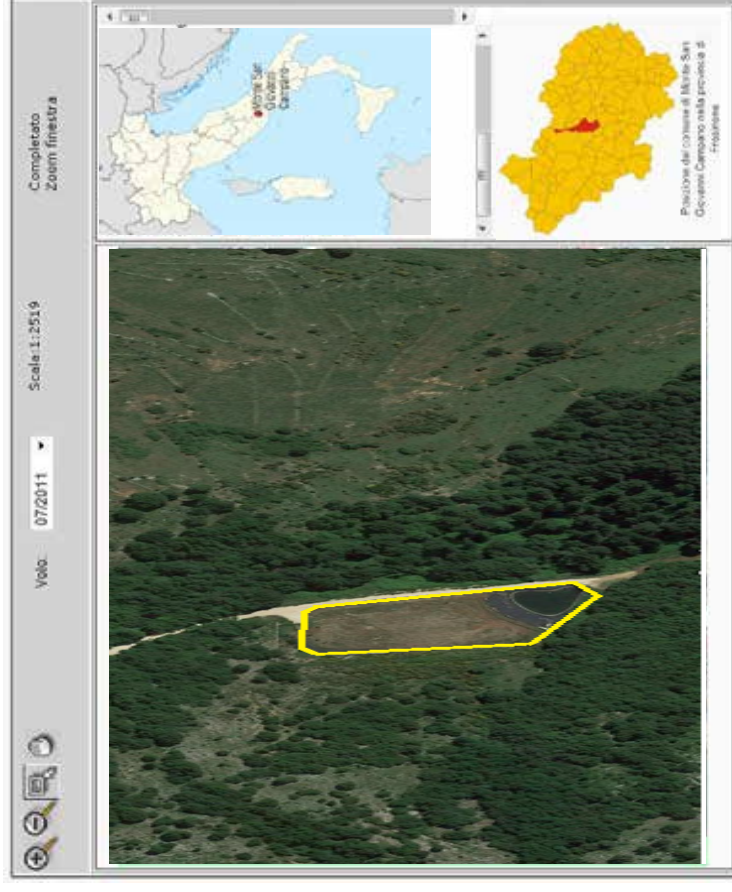 Volo:
07/2011
Scala 1:2519
Completato
Zoom finestra
Monte San
Giovanni
Campano
Posizione del comune di Monte San
Giovanni Campano nella provincia di
Frosinone